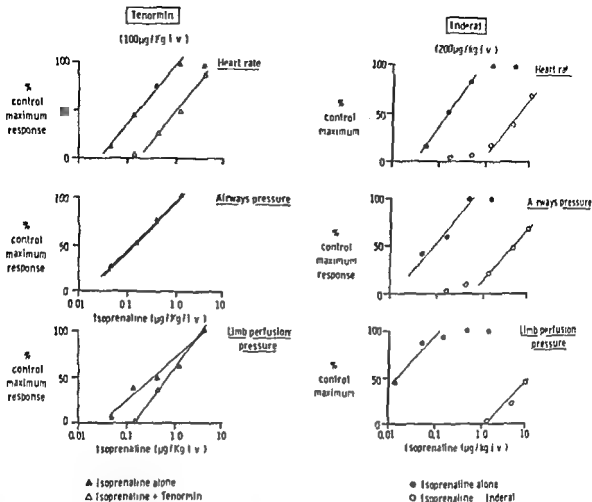 Tenormin
(100µg/Kg i v)
Heart rate
%
control
maximum
response
100
50
0
Airways pressure
%
control
maximum
response
100
50
0
0.01
0.1
1.0
10
Isoprenaline (µg/Kg/i v)
Limb perfusion
pressure
%
control
maximum
response
100
50
0
0.01
0.1
1.0
10
Isoprenaline (µg/Kg i v)
▲ Isoprenaline alone
△ Isoprenaline + Tenormin
Inderal
(200µg/kg i v)
Heart rat
%
control
maximum
100
50
0
A rways pressure
%
control
maximum
response
100
50
0
Limb perfusion
pressure
%
control
maximum
100
50
0
0.01
0.1
1.0
10
Isoprenaline (µg/kg i v)
● Isoprenaline alone
○ Isoprenaline Inderal